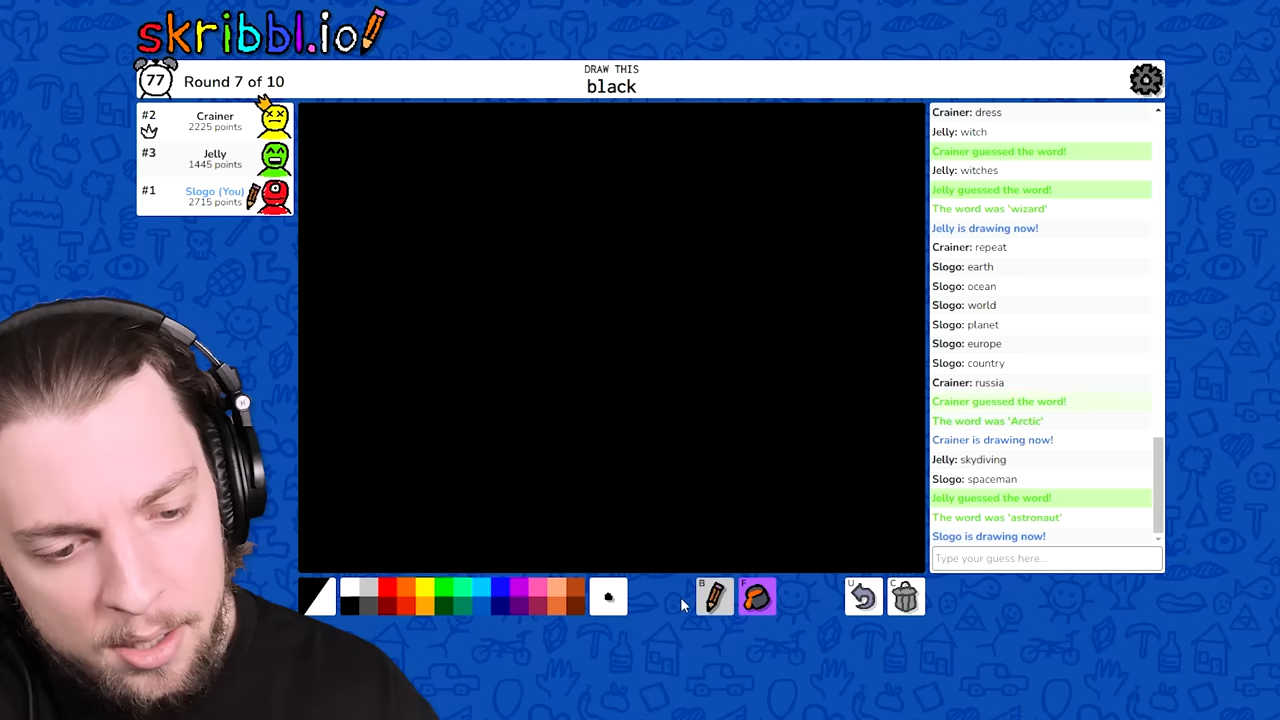 skribbl.io
77
Round 7 of 10
DRAW THIS
black
#2
Crainer
2225 points
#3
Jelly
1445 points
#1
Slogo (You)
2715 points
Crainer: dress
Jelly: witch
Crainer guessed the word!
Jelly: witches
Jelly guessed the word!
The word was 'wizard'
Jelly is drawing now!
Crainer: repeat
Slogo: earth
Slogo: ocean
Slogo: world
Slogo: planet
Slogo: europe
Slogo: country
Crainer: russia
Crainer guessed the word!
The word was 'Arctic'
Crainer is drawing now!
Jelly: skydiving
Slogo: spaceman
Jelly guessed the word!
The word was 'astronaut'
Slogo is drawing now!
Type your guess here...
B
F
U
C